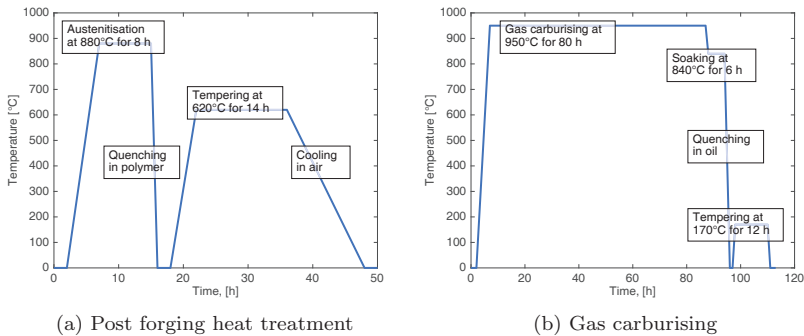 Austenitisation
at 880°C for 8 h
Tempering at
620°C for 14 h
Quenching
in polymer
Cooling
in air
Temperature [°C]
1000
900
800
700
600
500
400
300
200
100
0
0 10 20 30 40 50
Time, [h]
(a) Post forging heat treatment
Gas carburising
950°C for 80 h
Soaking at
840°C for 6 h
Quenching
in oil
Tempering at
170°C for 12 h
Temperature [°C]
1000
900
800
700
600
500
400
300
200
100
0
0 20 40 60 80 100 120
Time, [h]
(b) Gas carburising